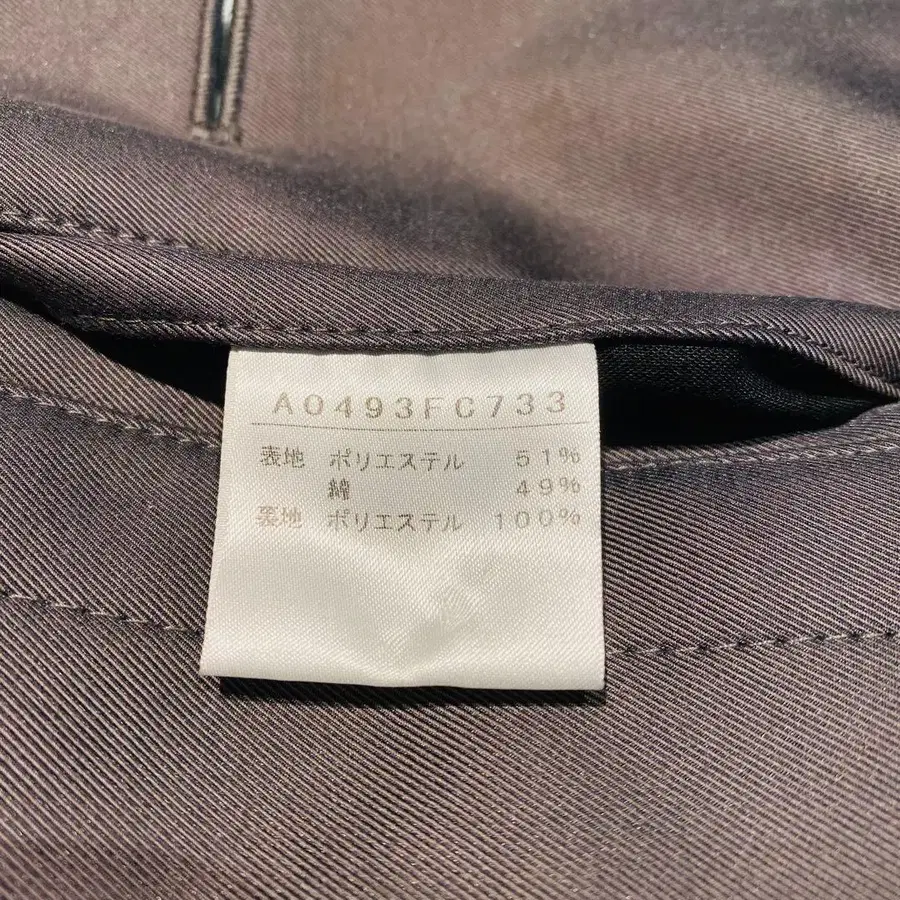 A0493FC733
表地 ポリエステル 51%
綿 49%
裏地 ポリエステル 100%